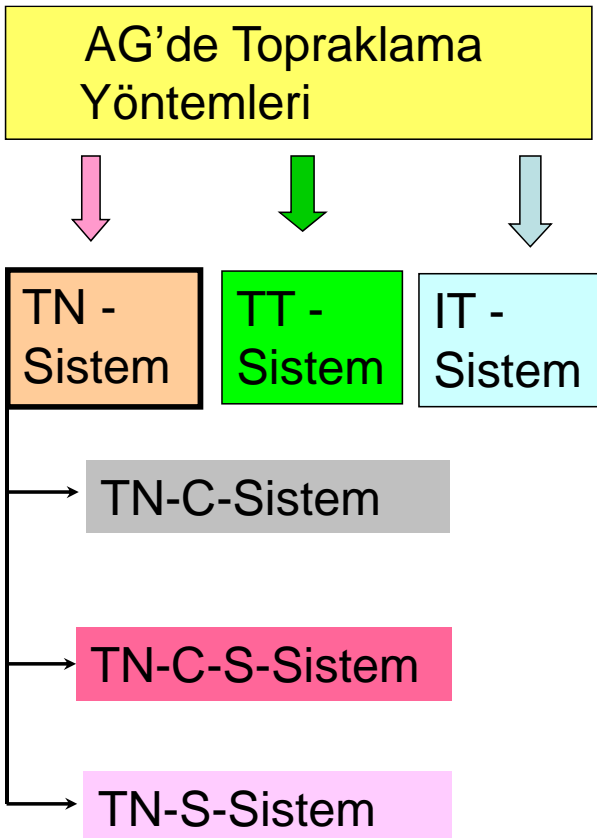 AG’de Topraklama
Yöntemleri
TN -
Sistem
TT -
Sistem
IT -
Sistem
TN-C-Sistem
TN-C-S-Sistem
TN-S-Sistem